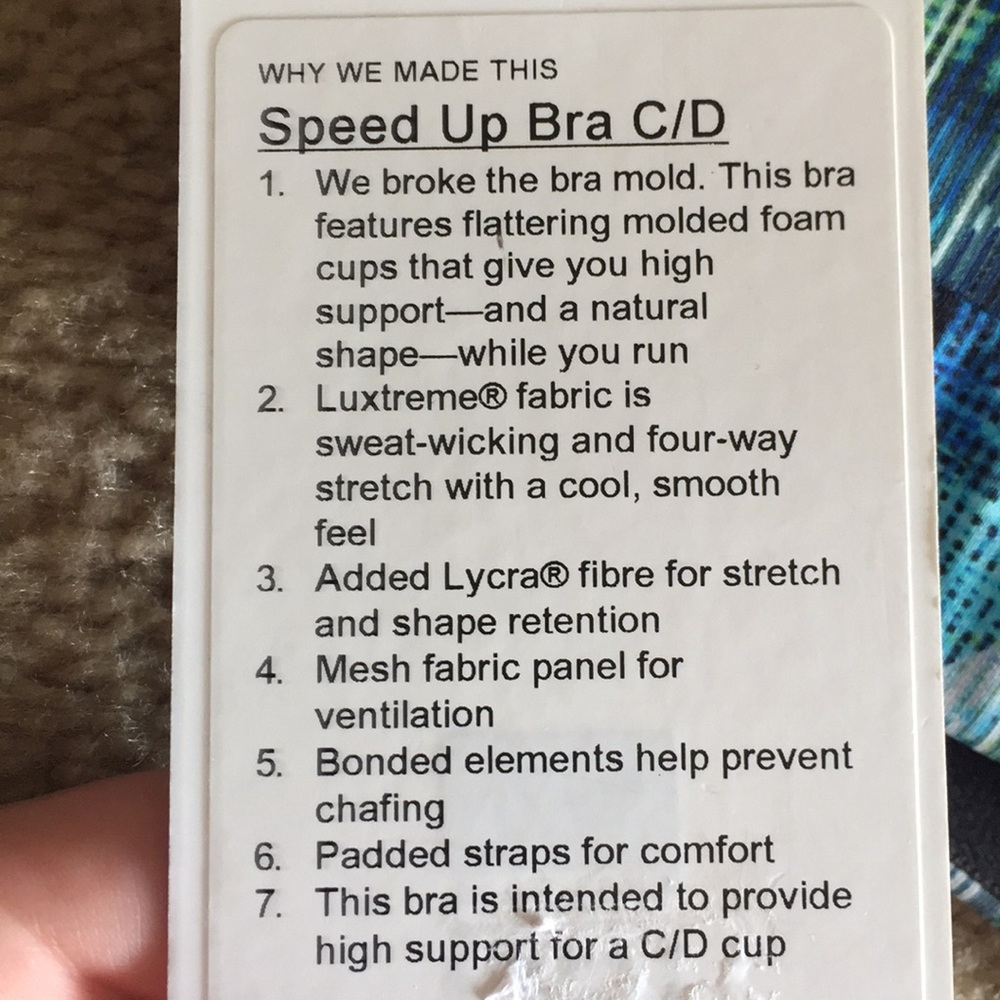 WHY WE MADE THIS
Speed Up Bra C/D
1. We broke the bra mold. This bra
features flattering molded foam
cups that give you high
support—and a natural
shape—while you run
2. Luxtreme® fabric is
sweat-wicking and four-way
stretch with a cool, smooth
feel
3. Added Lycra® fibre for stretch
and shape retention
4. Mesh fabric panel for
ventilation
5. Bonded elements help prevent
chafing
6. Padded straps for comfort
7. This bra is intended to provide
high support for a C/D cup